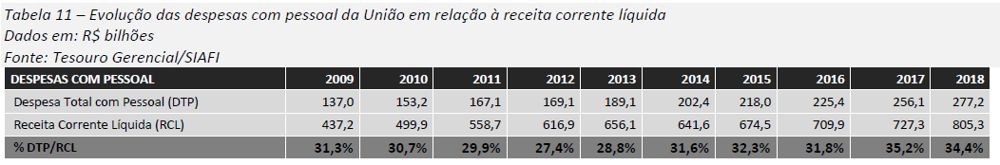 Tabela 11 – Evolução das despesas com pessoal da União em relação à receita corrente líquida
Dados em: R$ bilhões
Fonte: Tesouro Gerencial/SIAFI
DESPESAS COM PESSOAL 2009 2010 2011 2012 2013 2014 2015 2016 2017 2018
Despesa Total com Pessoal (DTP) 137,0 153,2 167,1 169,1 189,1 202,4 218,0 225,4 256,1 277,2
Receita Corrente Líquida (RCL) 437,2 499,9 558,7 616,9 656,1 641,6 674,5 709,9 727,3 805,3
% DTP/RCL 31,3% 30,7% 29,9% 27,4% 28,8% 31,6% 32,3% 31,8% 35,2% 34,4%